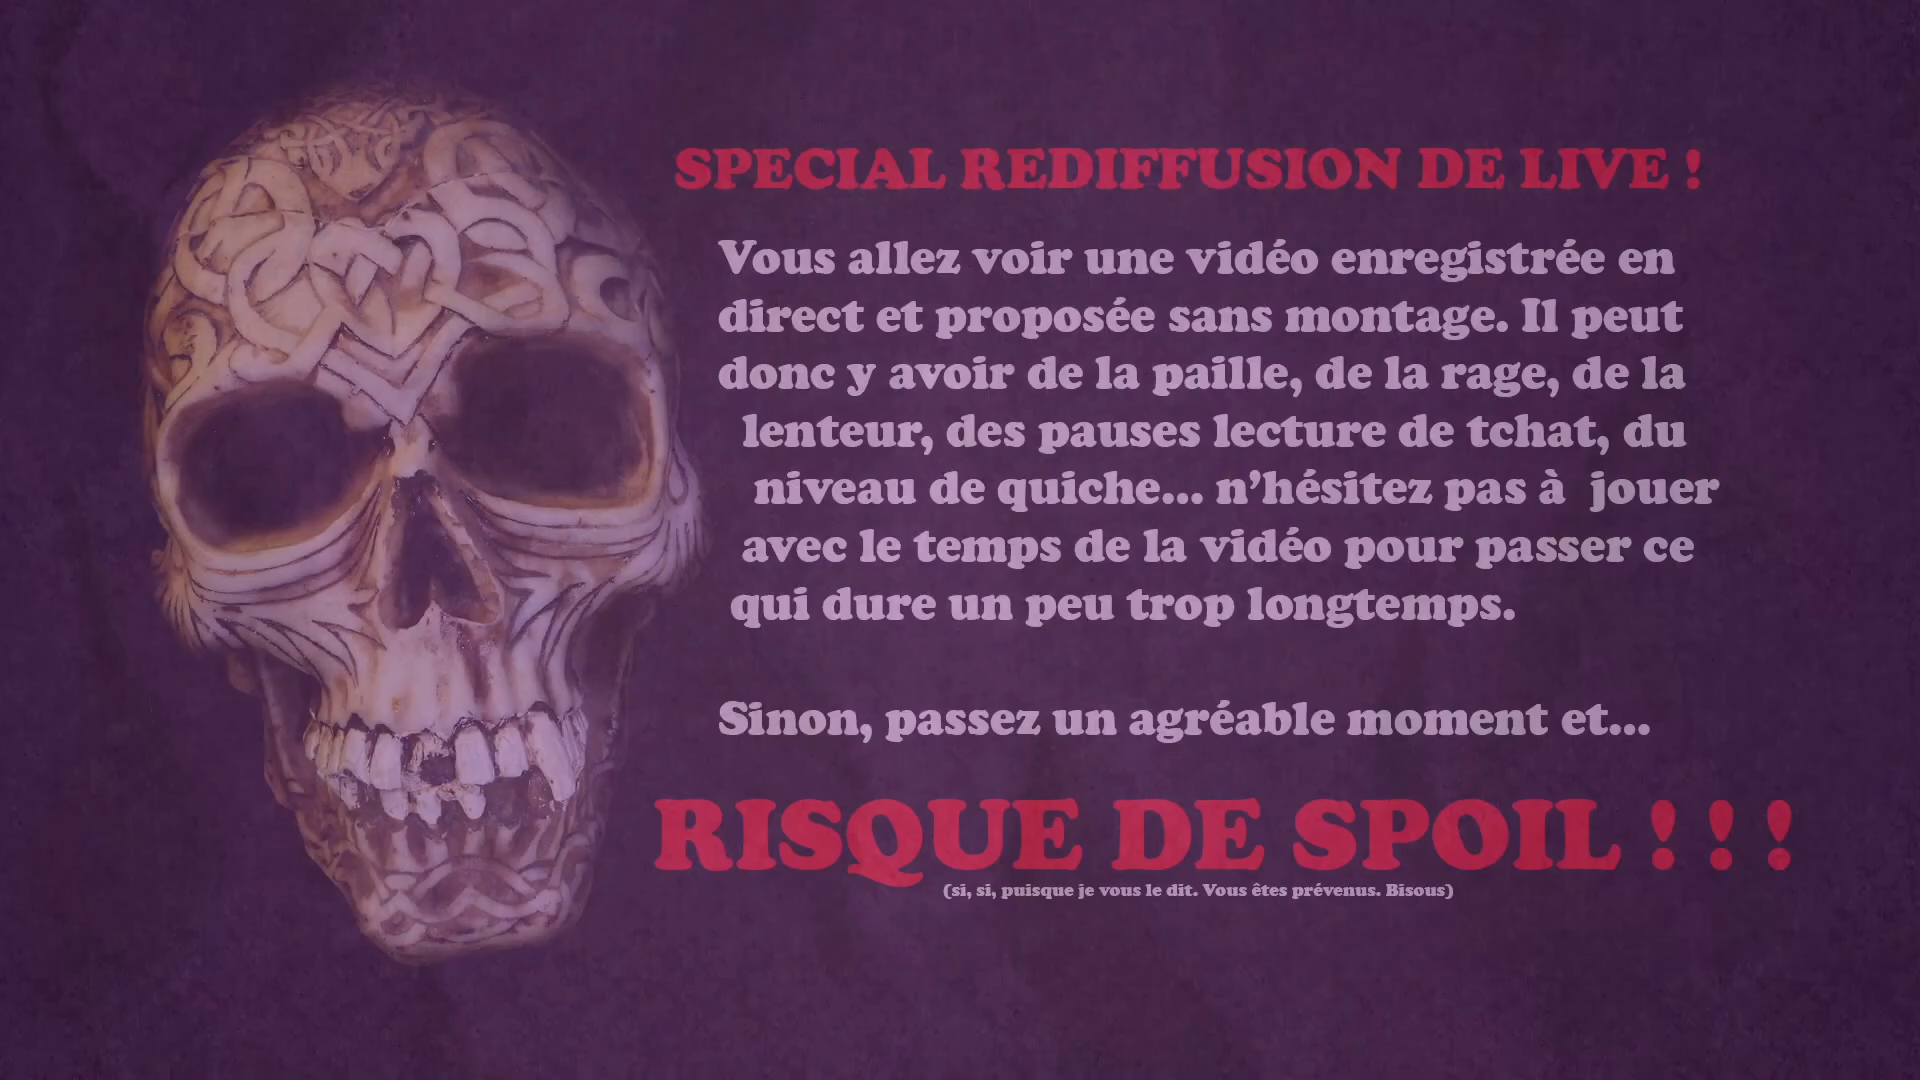 SPECIAL REDIFFUSION DE LIVE !
Vous allez voir une vidéo enregistrée en
direct et proposée sans montage. Il peut
donc y avoir de la paille, de la rage, de la
lenteur, des pauses lecture de tchat, du
niveau de quiche... n’hésitez pas à jouer
avec le temps de la vidéo pour passer ce
qui dure un peu trop longtemps.
Sinon, passez un agréable moment et...
RISQUE DE SPOIL ! ! !
(si, si, puisque je vous le dit. Vous êtes prévenus. Bisous)